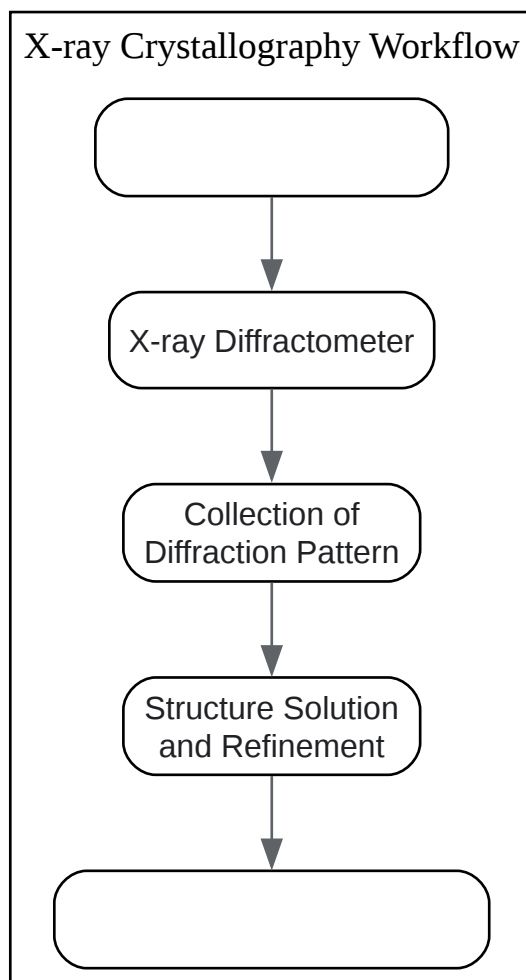 X-ray Crystallography Workflow
X-ray Diffractometer
Collection of
Diffraction Pattern
Structure Solution
and Refinement